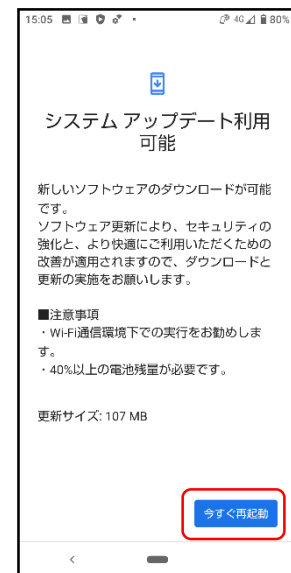 15:05
4G 80%
システム アップデート利用
可能
新しいソフトウェアのダウンロードが可能
です。
ソフトウェア更新により、セキュリティの
強化と、より快適にご利用いただくための
改善が適用されますので、ダウンロードと
更新の実施をお願いします。
■注意事項
・Wi-Fi通信環境下での実行をお勧めしま
す。
・40%以上の電池残量が必要です。
更新サイズ: 107 MB
今すぐ再起動